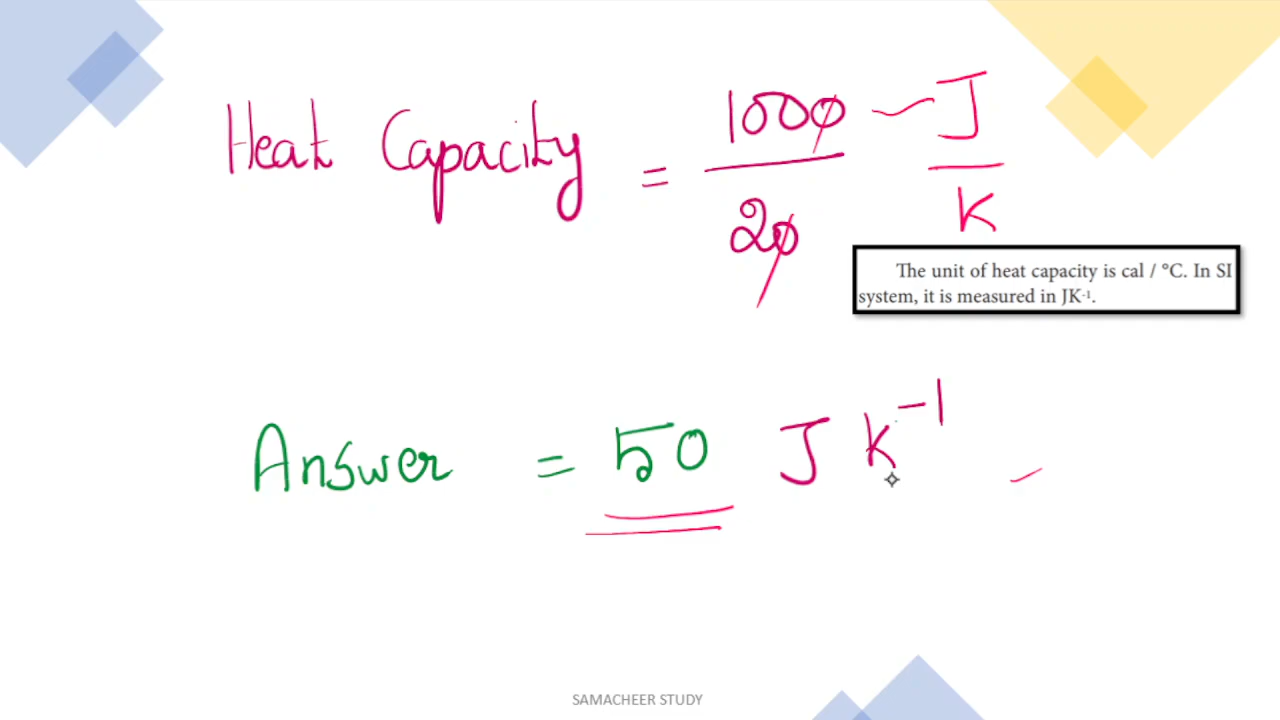 Heat Capacity = 1000 / 20 J / K
The unit of heat capacity is cal / °C. In SI
system, it is measured in JK⁻¹.
Answer = 50 J K⁻¹
SAMACHEER STUDY